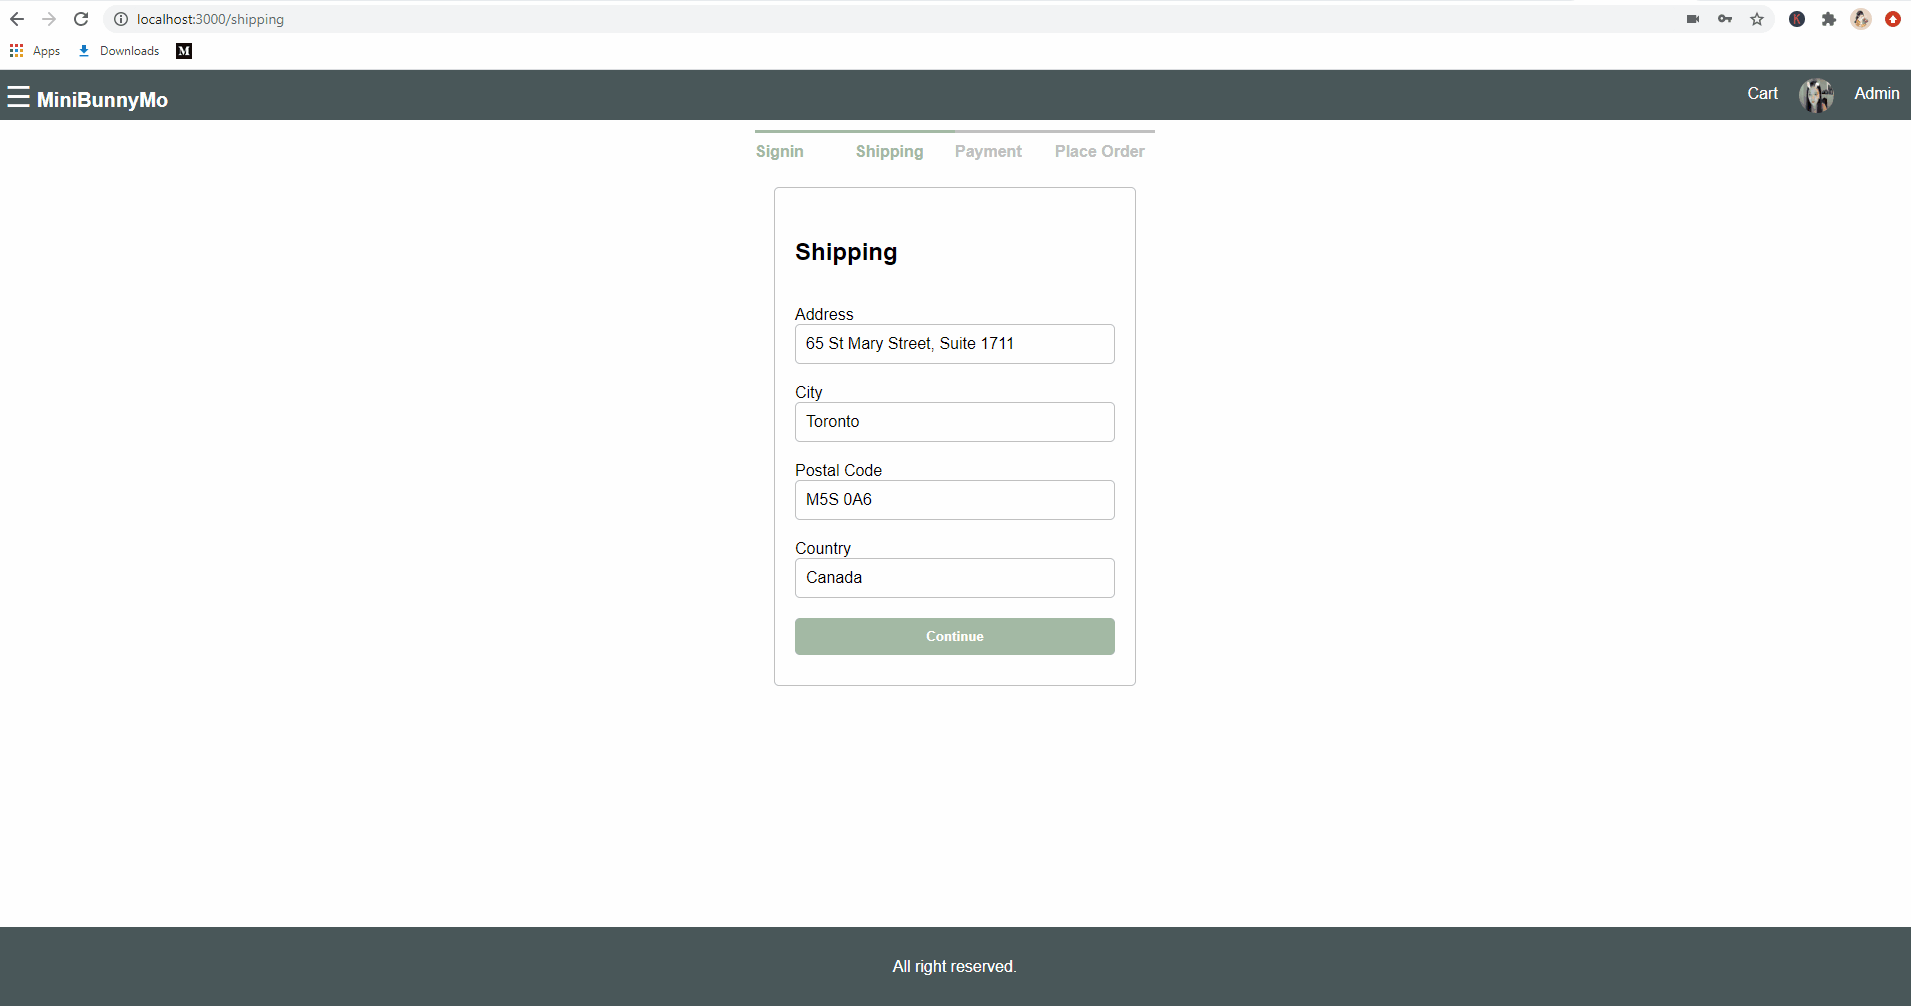 localhost:3000/shipping
K
Apps Downloads M
☰ MiniBunnyMo Cart Admin
Signin Shipping Payment Place Order
Shipping
Address
65 St Mary Street, Suite 1711
City
Toronto
Postal Code
M5S 0A6
Country
Canada
Continue
All right reserved.